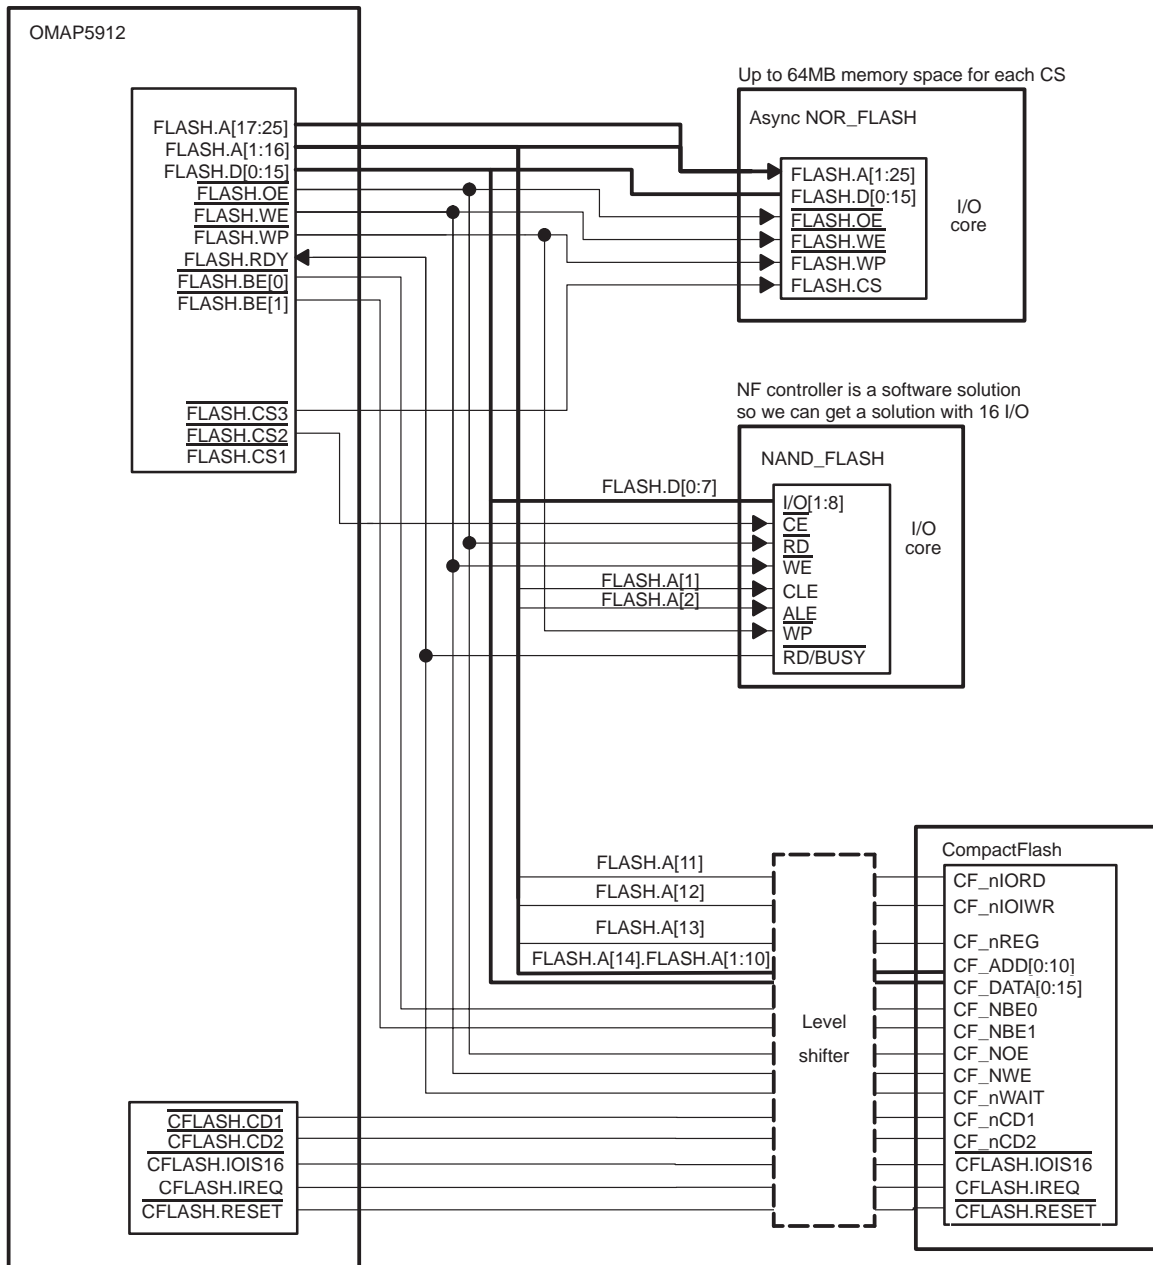 OMAP5912
FLASH.A[17:25]
FLASH.A[1:16]
FLASH.D[0:15]
FLASH.OE
FLASH.WE
FLASH.WP
FLASH.RDY
FLASH.BE[0]
FLASH.BE[1]
FLASH.CS3
FLASH.CS2
FLASH.CS1
Up to 64MB memory space for each CS
Async NOR_FLASH
FLASH.A[1:25]
FLASH.D[0:15]
FLASH.OE
FLASH.WE
FLASH.WP
FLASH.CS
I/O
core
NF controller is a software solution
so we can get a solution with 16 I/O
NAND_FLASH
FLASH.D[0:7]
I/O[1:8]
CE
RD
WE
FLASH.A[1]
CLE
FLASH.A[2]
ALE
WP
RD/BUSY
I/O
core
CompactFlash
FLASH.A[11]
CF_nIORD
FLASH.A[12]
CF_nIOIWR
FLASH.A[13]
CF_nREG
FLASH.A[14].FLASH.A[1:10]
CF_ADD[0:10]
CF_DATA[0:15]
CF_NBE0
CF_NBE1
CF_NOE
CF_NWE
CF_nWAIT
CF_nCD1
CF_nCD2
CFLASH.IOIS16
CFLASH.IREQ
CFLASH.RESET
Level
shifter
CFLASH.CD1
CFLASH.CD2
CFLASH.IOIS16
CFLASH.IREQ
CFLASH.RESET